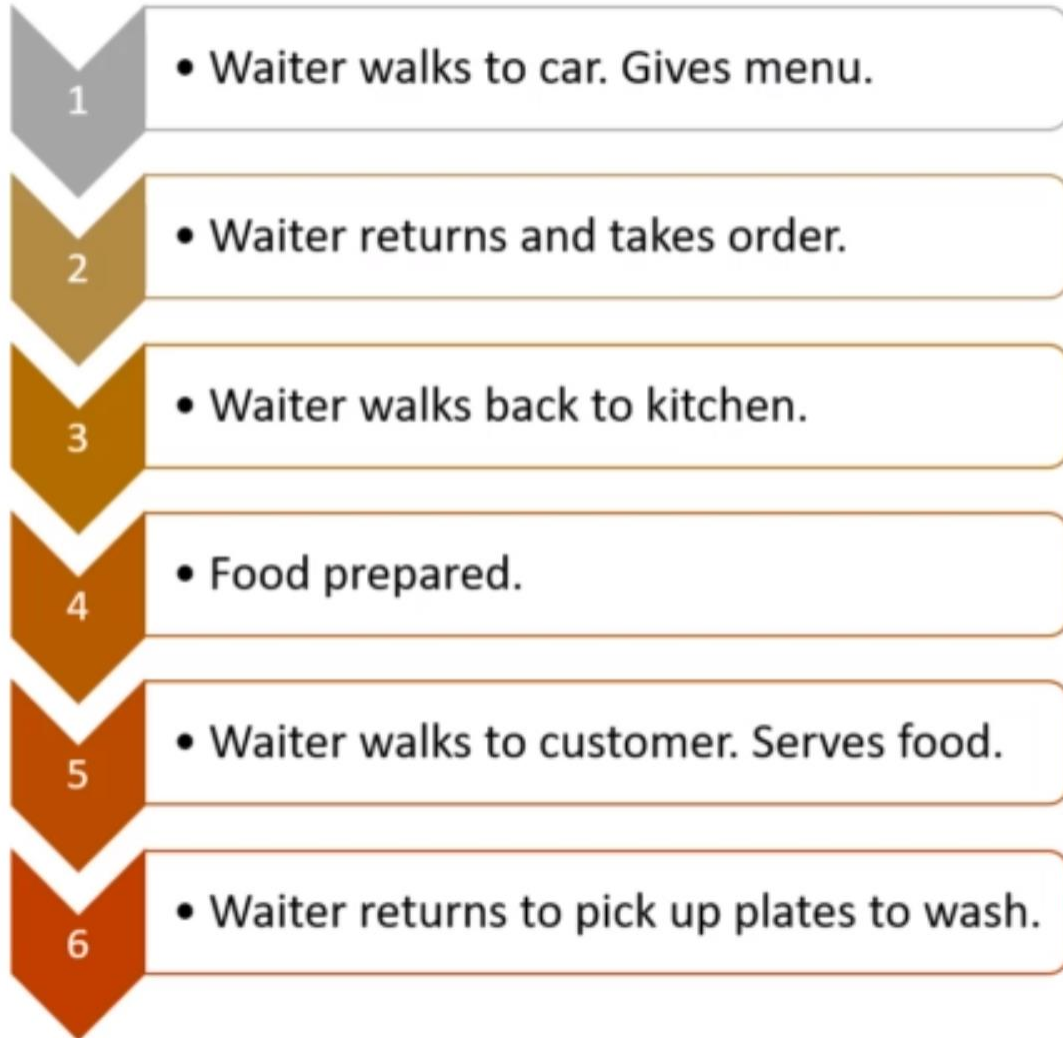 1
• Waiter walks to car. Gives menu.
2
• Waiter returns and takes order.
3
• Waiter walks back to kitchen.
4
• Food prepared.
5
• Waiter walks to customer. Serves food.
6
• Waiter returns to pick up plates to wash.